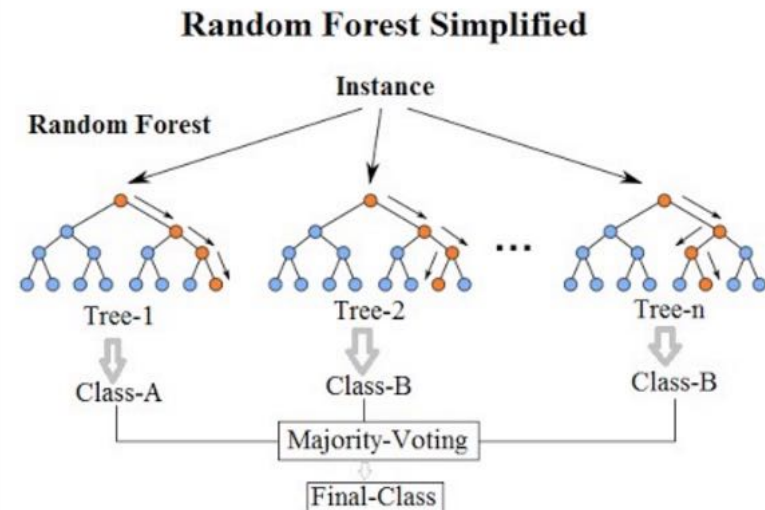 Random Forest Simplified
Instance
Random Forest
...
Tree-1
Tree-2
Tree-n
Class-A
Class-B
Class-B
Majority-Voting
Final-Class